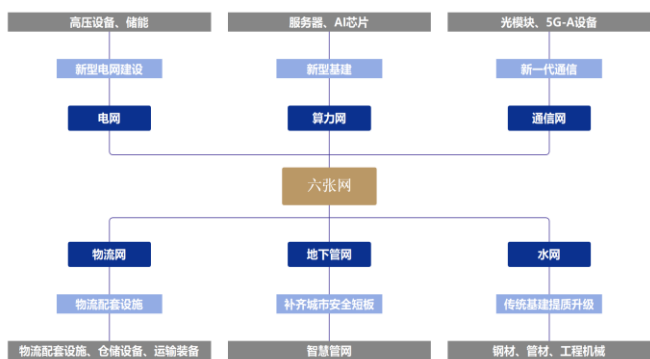 高压设备、储能
服务器、AI芯片
光模块、5G-A设备
新型电网建设
新型基建
新一代通信
电网
算力网
通信网
六张网
物流网
地下管网
水网
物流配套设施
补齐城市安全短板
传统基建提质升级
物流配套设施、仓储设备、运输装备
智慧管网
钢材、管材、工程机械